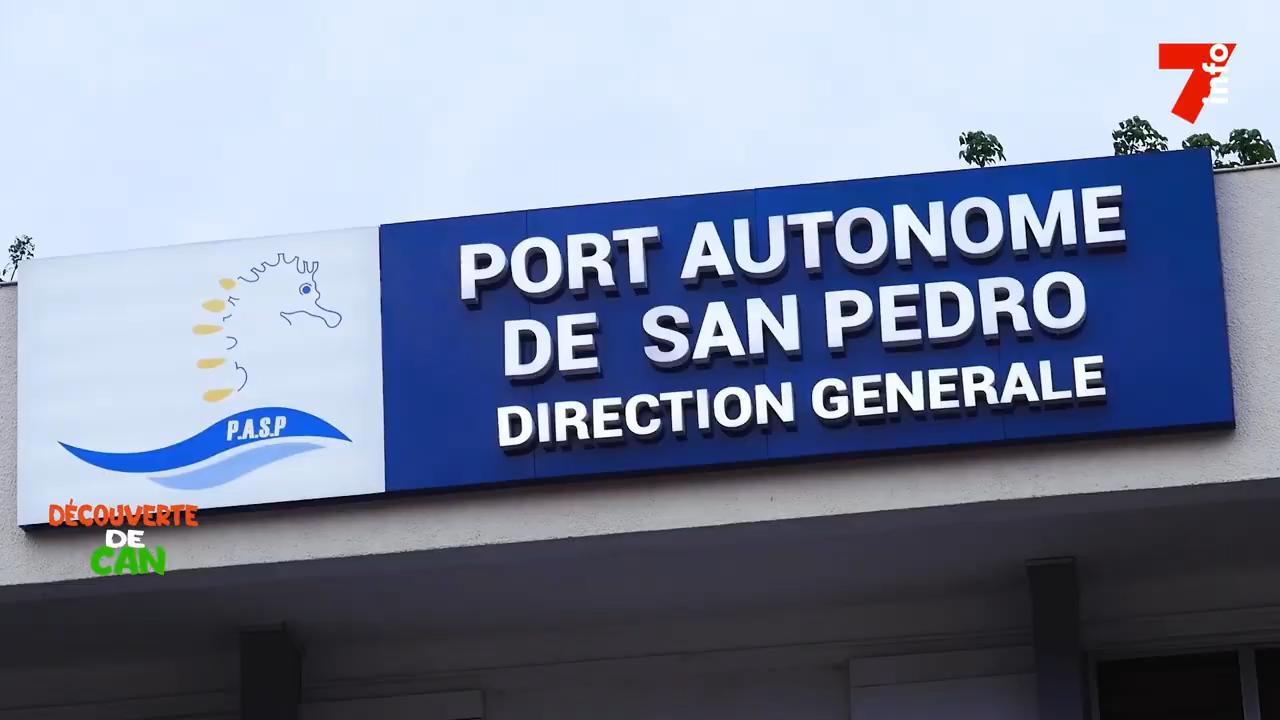 7
info
PORT AUTONOME
DE SAN PEDRO
DIRECTION GENERALE
P.A.S.P
DÉCOUVERTE
DE
CAN